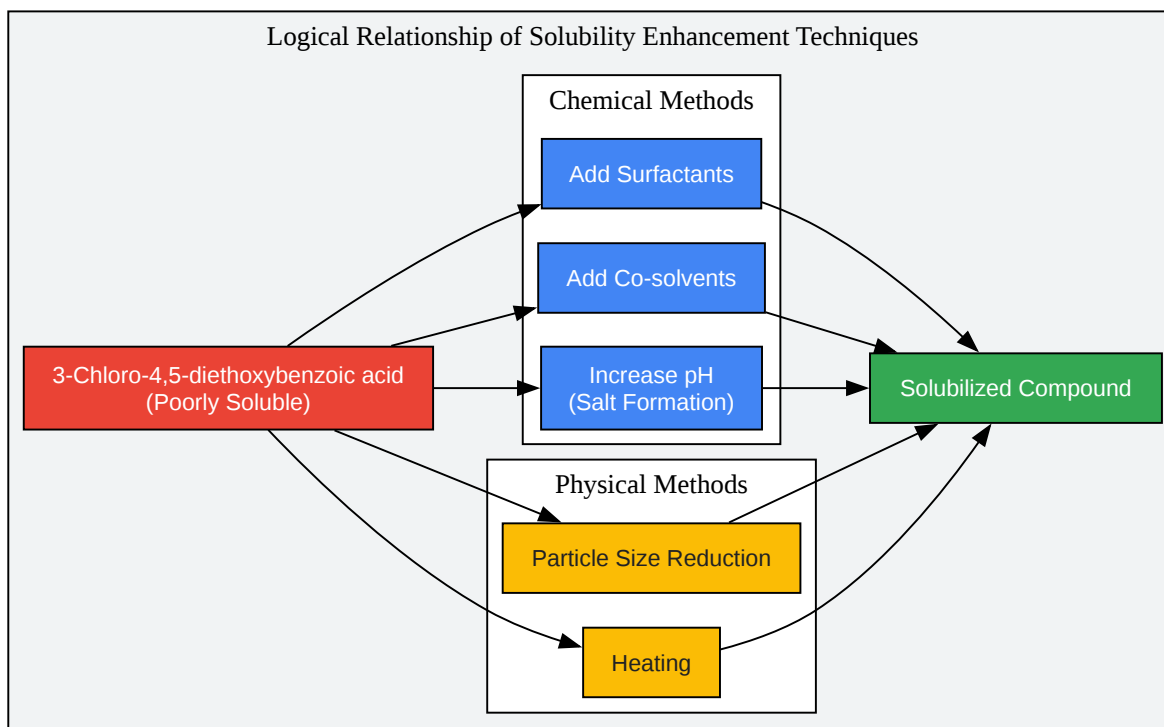 Logical Relationship of Solubility Enhancement Techniques
Chemical Methods
Add Surfactants
Add Co-solvents
3-Chloro-4,5-diethoxybenzoic acid
(Poorly Soluble)
Increase pH
(Salt Formation)
Solubilized Compound
Physical Methods
Particle Size Reduction
Heating